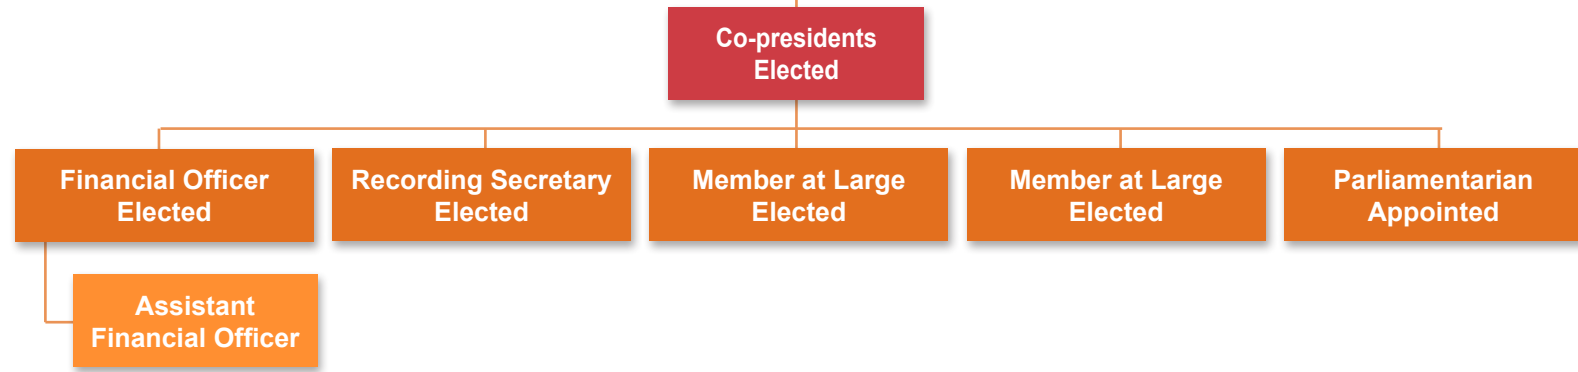 Co-presidents
Elected
Financial Officer
Elected
Recording Secretary
Elected
Member at Large
Elected
Member at Large
Elected
Parliamentarian
Appointed
Assistant
Financial Officer